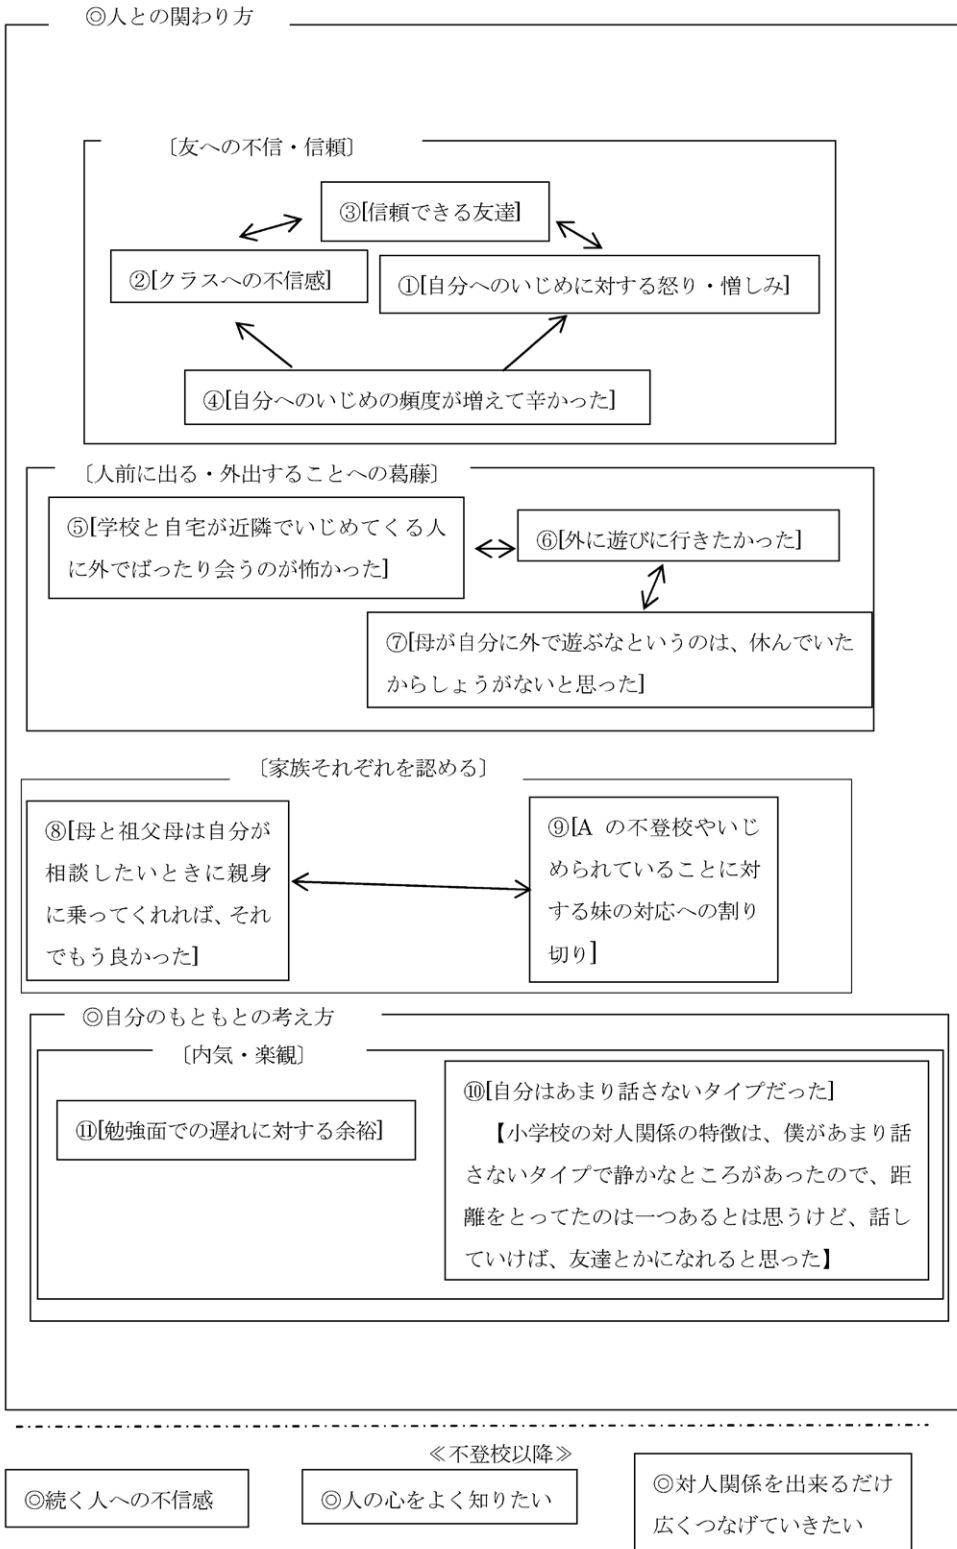 ◎人との関わり方
〔友への不信・信頼〕
③[信頼できる友達]
②[クラスへの不信感]
①[自分へのいじめに対する怒り・憎しみ]
④[自分へのいじめの頻度が増えて辛かった]
〔人前に出る・外出することへの葛藤〕
⑤[学校と自宅が近隣でいじめてくる人
に外でばったり会うのが怖かった]
⑥[外に遊びに行きたかった]
⑦[母が自分に外で遊ぶなというのは、休んでいた
からしょうがないと思った]
〔家族それぞれを認める〕
⑧[母と祖父母は自分が
相談したいときに親身
に乗ってくれれば、それ
でもう良かった]
⑨[A の不登校やいじ
められていることに対
する妹の対応への割り
切り]
◎自分のもともとの考え方
〔内気・楽観〕
⑩[自分はあまり話さないタイプだった]
【小学校の対人関係の特徴は、僕があまり話
さないタイプで静かなところがあったので、距
離をとってたのは一つあるとは思うけど、話し
ていけば、友達とかになれると思った】
⑪[勉強面での遅れに対する余裕]
≪不登校以降≫
◎続く人への不信感
◎人の心をよく知りたい
◎対人関係を出来るだけ
広くつなげていきたい